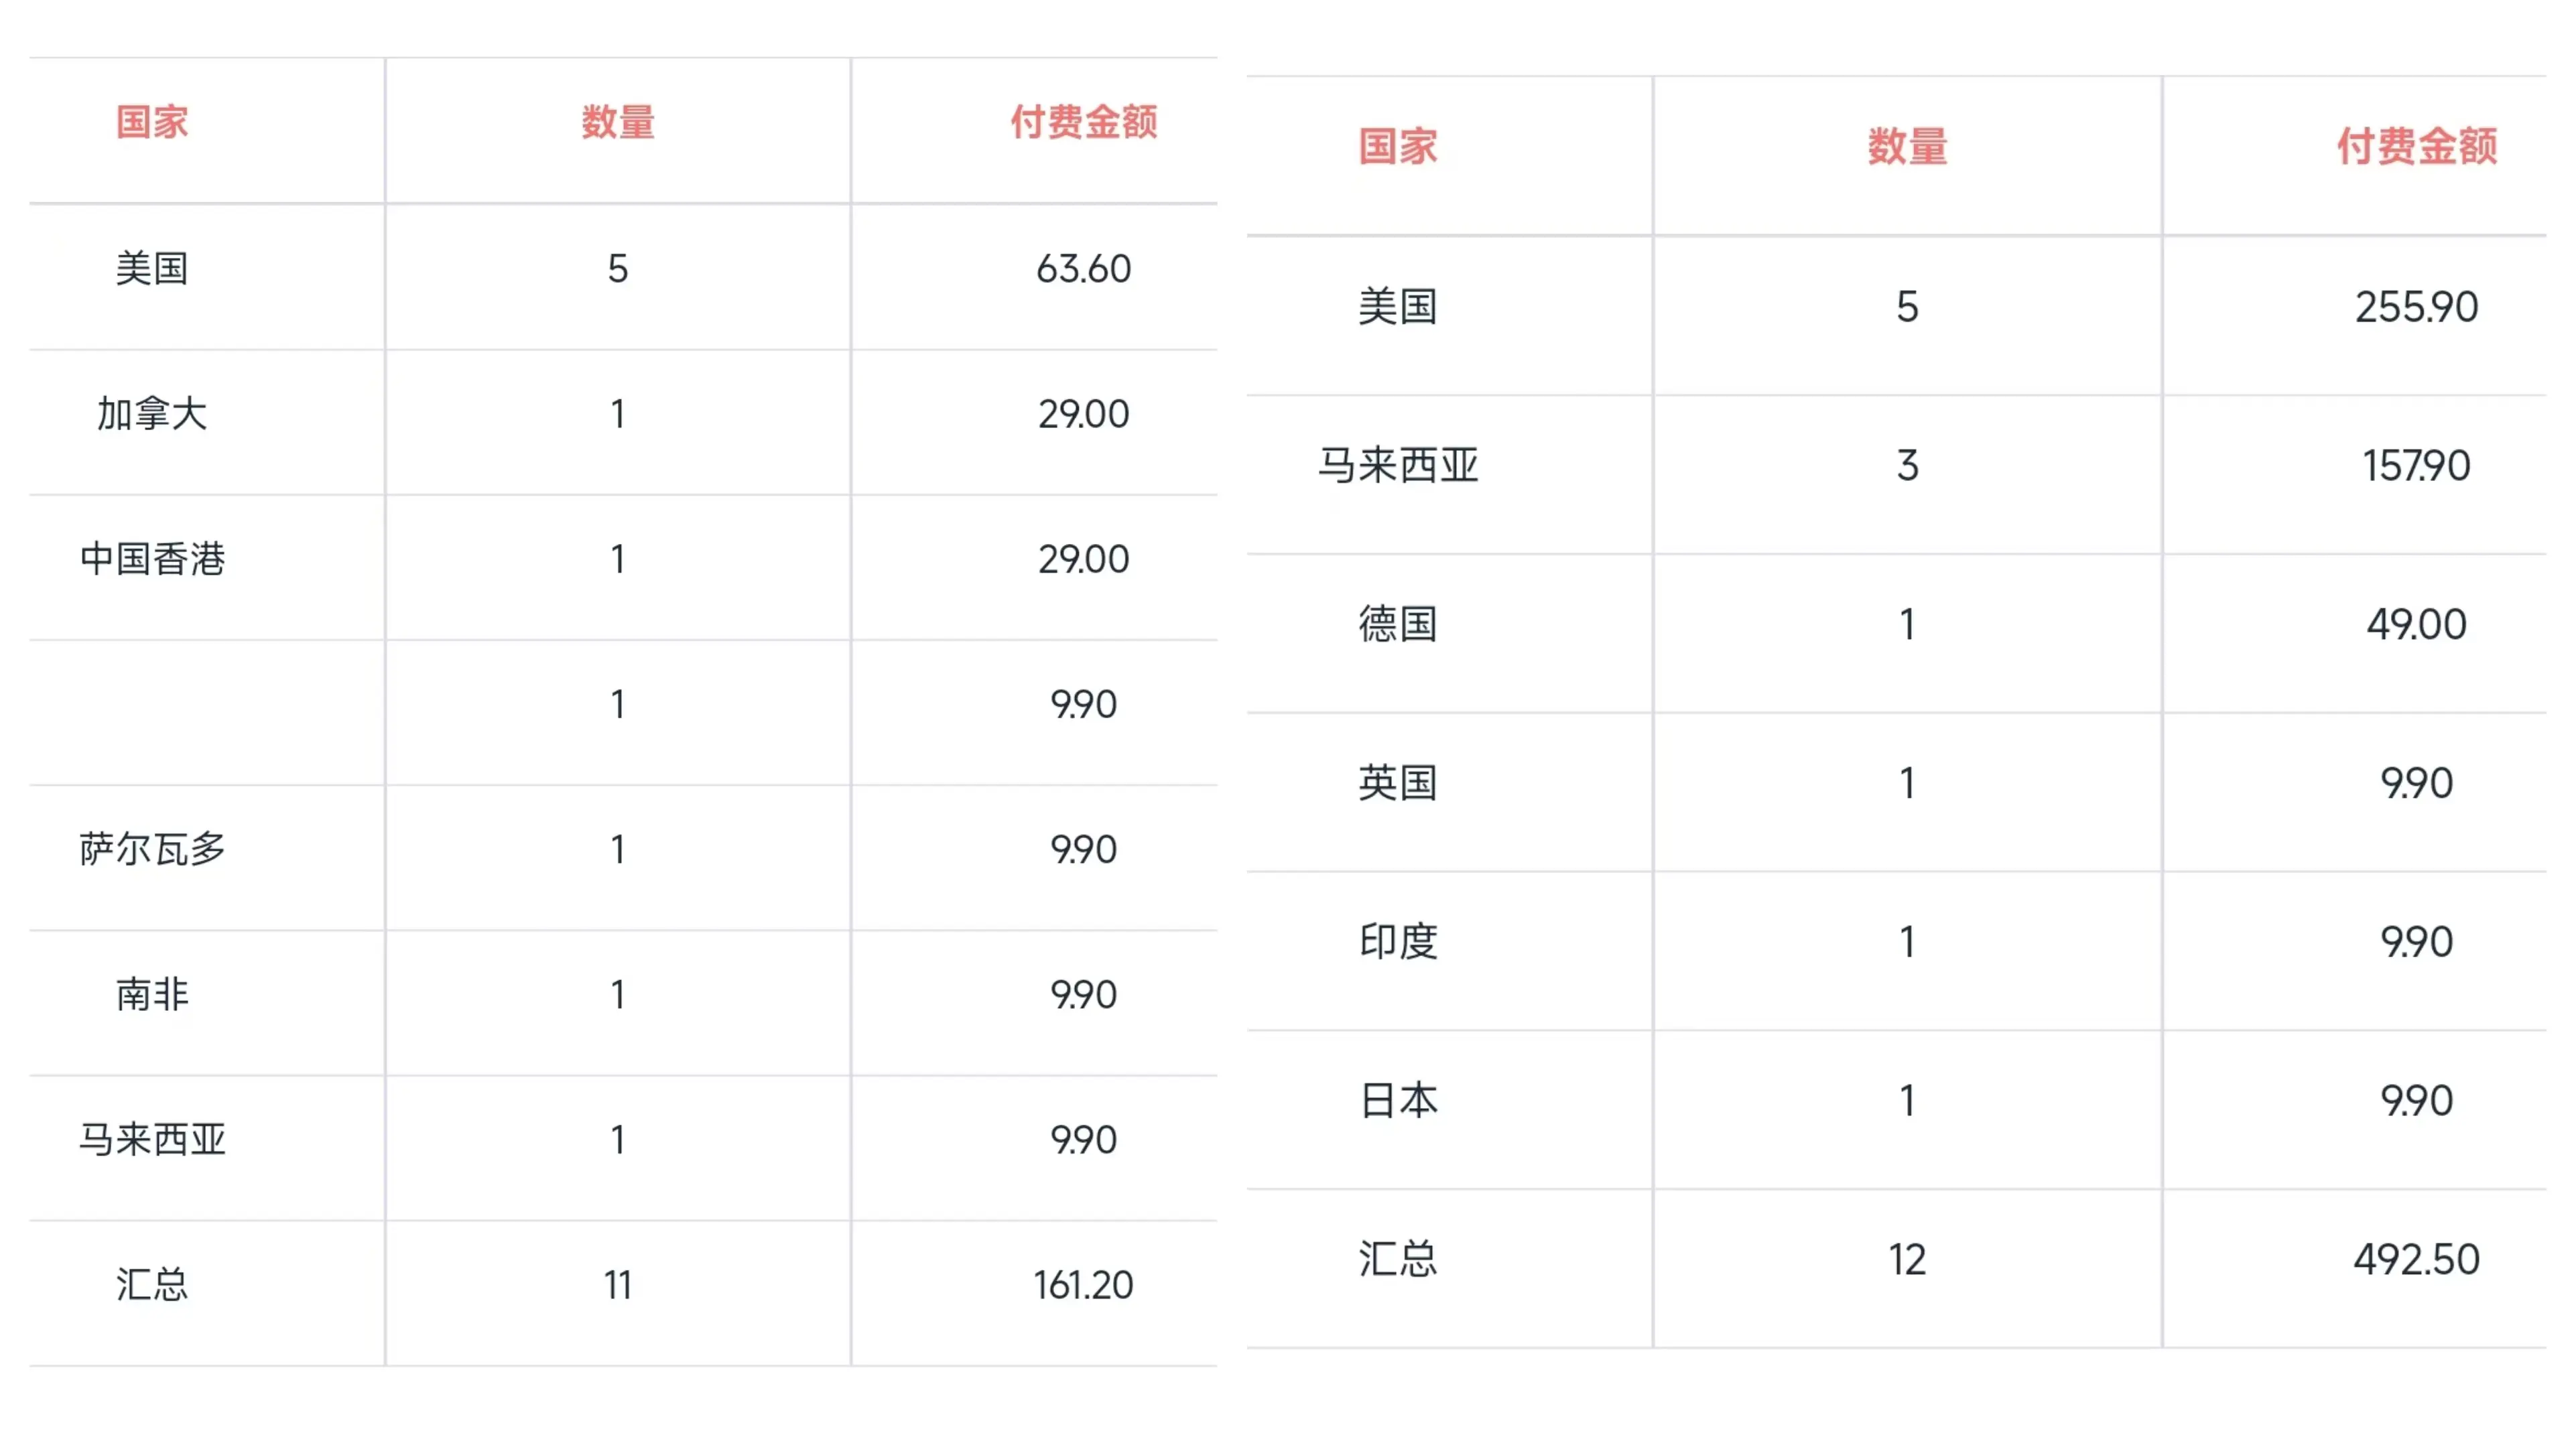 国家 数量 付费金额
美国 5 63.60
加拿大 1 29.00
中国香港 1 29.00
1 9.90
萨尔瓦多 1 9.90
南非 1 9.90
马来西亚 1 9.90
汇总 11 161.20
国家 数量 付费金额
美国 5 255.90
马来西亚 3 157.90
德国 1 49.00
英国 1 9.90
印度 1 9.90
日本 1 9.90
汇总 12 492.50